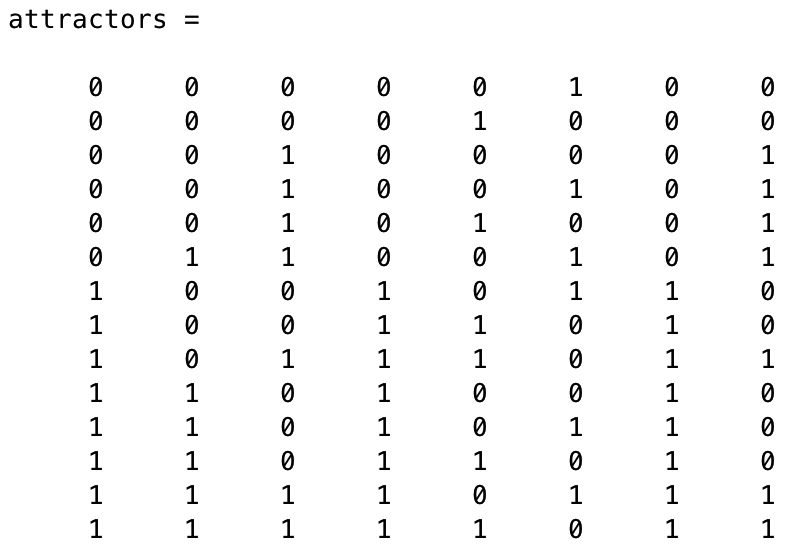 attractors =
0 0 0 0 0 1 0 0
0 0 0 0 1 0 0 0
0 0 1 0 0 0 0 1
0 0 1 0 0 1 0 1
0 0 1 0 1 0 0 1
0 1 1 0 0 1 0 1
1 0 0 1 0 1 1 0
1 0 0 1 1 0 1 0
1 0 1 1 1 0 1 1
1 1 0 1 0 0 1 0
1 1 0 1 0 1 1 0
1 1 0 1 1 0 1 0
1 1 1 1 0 1 1 1
1 1 1 1 1 0 1 1